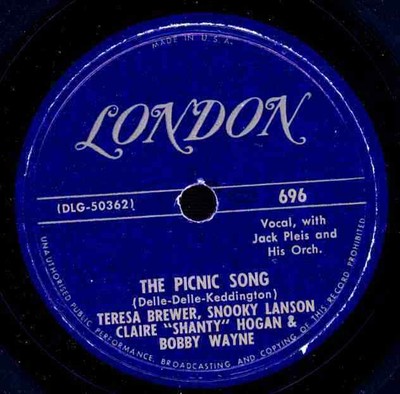 MADE IN U.S.A.
LONDON
(DLG-50362)
696
Vocal, with
Jack Pleis and
His Orch.
THE PICNIC SONG
(Delle-Delle-Keddington)
TERESA BREWER, SNOOKY LANSON
CLAIRE "SHANTY" HOGAN &
BOBBY WAYNE
UNAUTHORISED PUBLIC PERFORMANCE, BROADCASTING AND COPYING OF THIS RECORD PROHIBITED